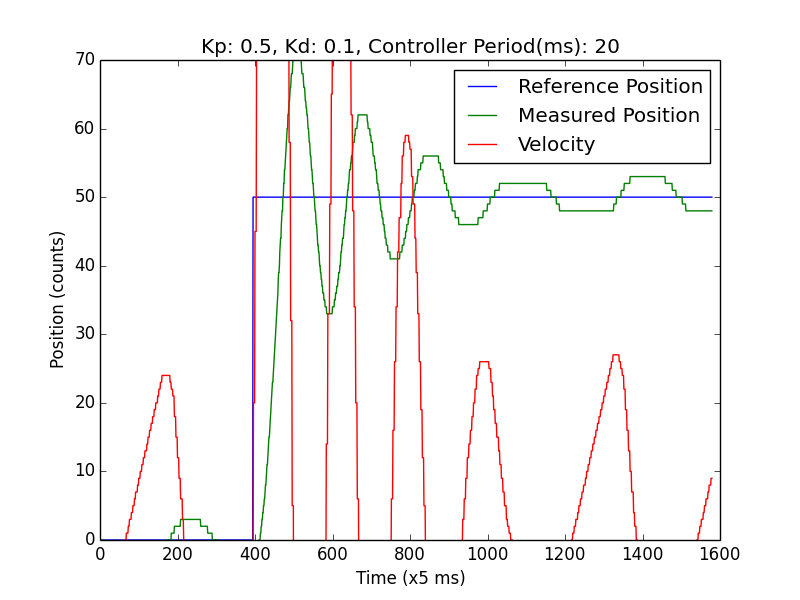 Kp: 0.5, Kd: 0.1, Controller Period(ms): 20
Reference Position
Measured Position
Velocity
Position (counts)
70
60
50
40
30
20
10
0
0 200 400 600 800 1000 1200 1400 1600
Time (x5 ms)